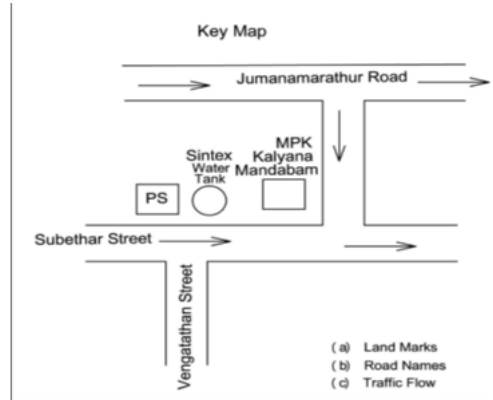 Key Map
Jumanamarathur Road
MPK
Kalyana
Mandabam
Sintex
Water
Tank
PS
Subethar Street
Vengatathan Street
(a) Land Marks
(b) Road Names
(c) Traffic Flow